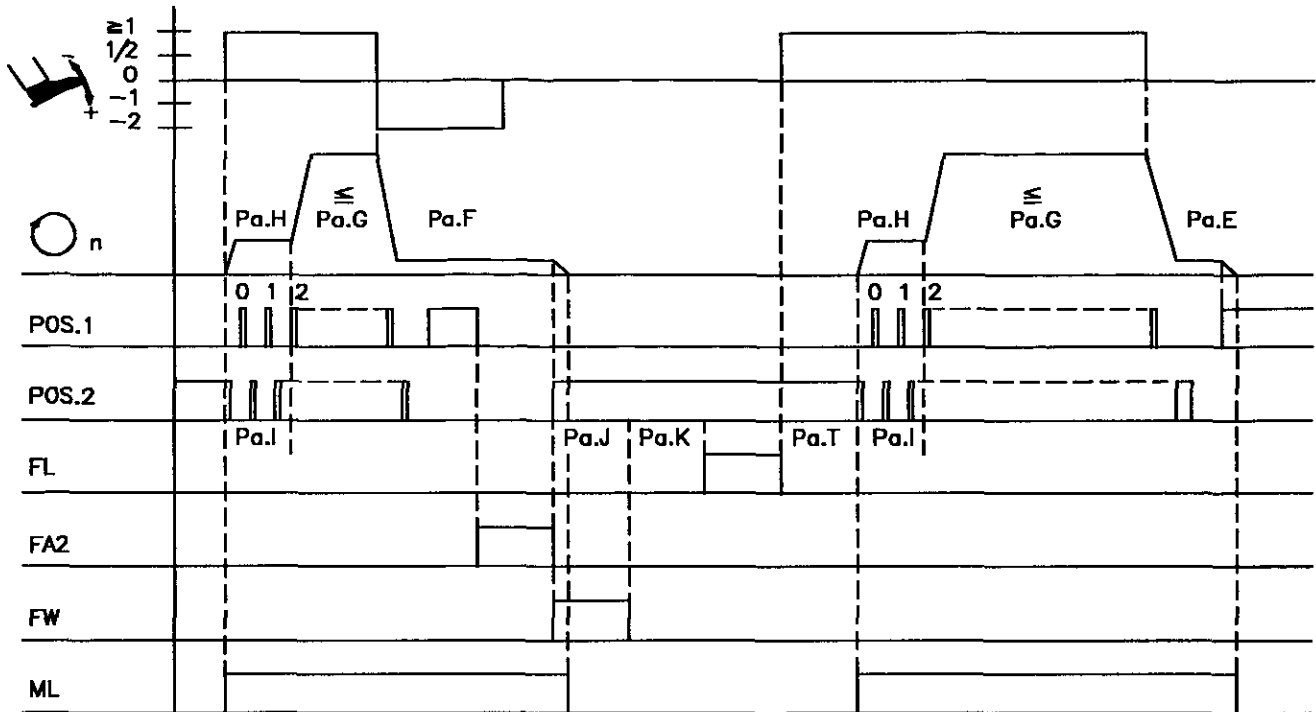 ≥1
1/2
0
-1
-2
- +
n
Pa.H ≤ Pa.G Pa.F Pa.H ≤ Pa.G Pa.E
0 1 2 0 1 2
POS.1
POS.2
Pa.I Pa.J Pa.K Pa.T Pa.I
FL
FA2
FW
ML